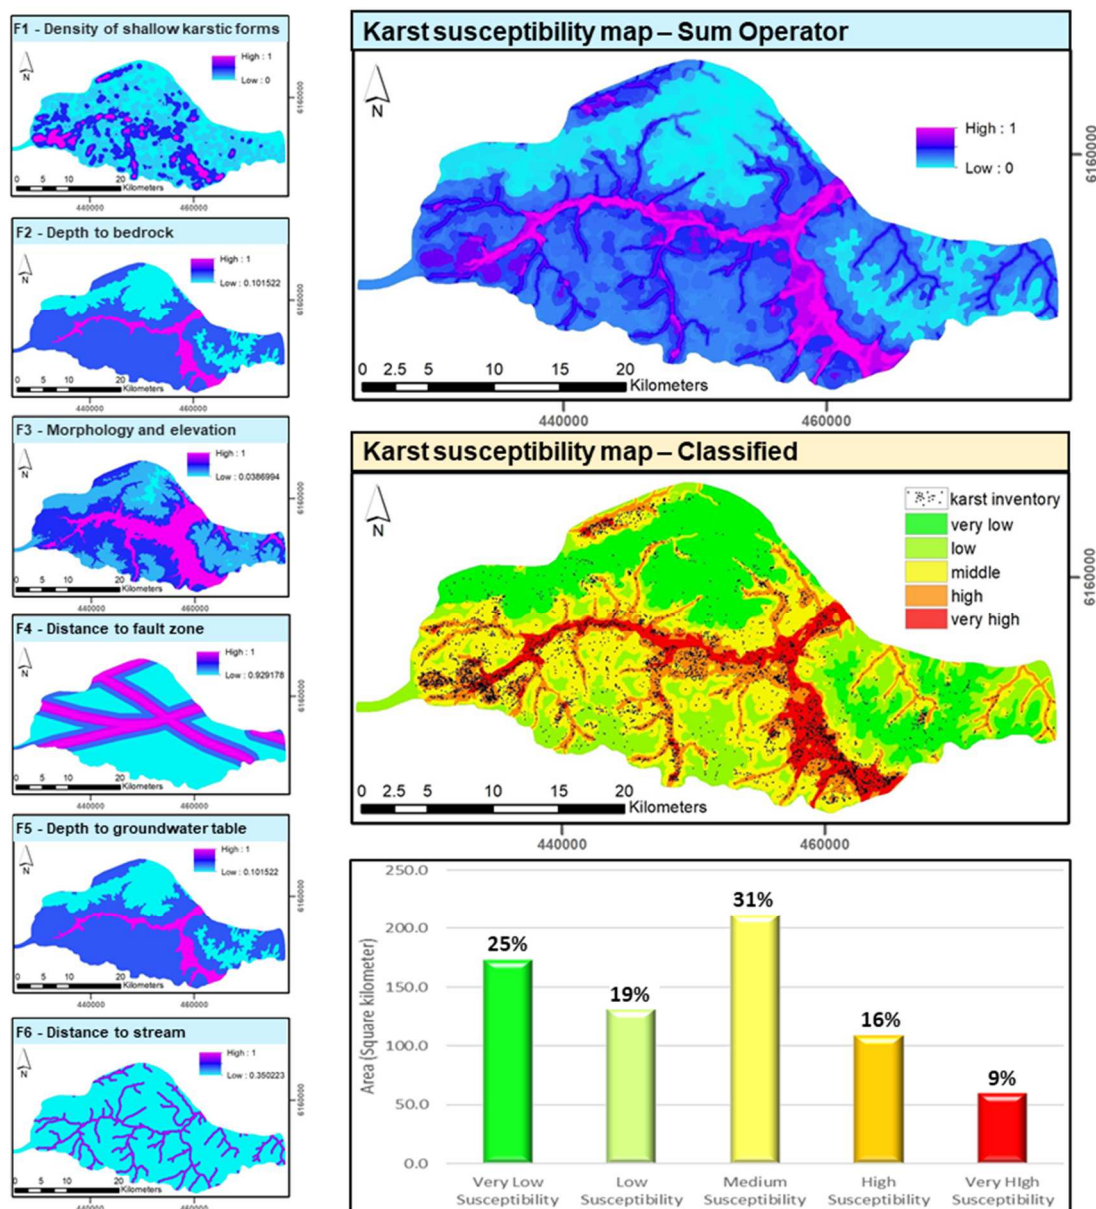 F1 - Density of shallow karstic forms
N
High : 1
Low : 0
6160000
0 5 10 20
Kilometers
440000 460000
F2 - Depth to bedrock
N
High : 1
Low : 0.101522
6160000
0 5 10 20
Kilometers
440000 460000
F3 - Morphology and elevation
N
High : 1
Low : 0.0386994
6160000
0 5 10 20
Kilometers
440000 460000
F4 - Distance to fault zone
N
High : 1
Low : 0.929178
6160000
0 5 10 20
Kilometers
440000 460000
F5 - Depth to groundwater table
N
High : 1
Low : 0.101522
6160000
0 5 10 20
Kilometers
440000 460000
F6 - Distance to stream
N
High : 1
Low : 0.350223
6160000
0 5 10 20
Kilometers
440000 460000
Karst susceptibility map – Sum Operator
N
High : 1
Low : 0
6160000
0 2.5 5 10 15 20
Kilometers
440000 460000
Karst susceptibility map – Classified
N
karst inventory
very low
low
middle
high
very high
6160000
0 2.5 5 10 15 20
Kilometers
440000 460000
Area (Square kilometer)
250.0
200.0
150.0
100.0
50.0
0.0
25%
19%
31%
16%
9%
Very Low
Susceptibility
Low
Susceptibility
Medium
Susceptibility
High
Susceptibility
Very HIgh
Susceptibility